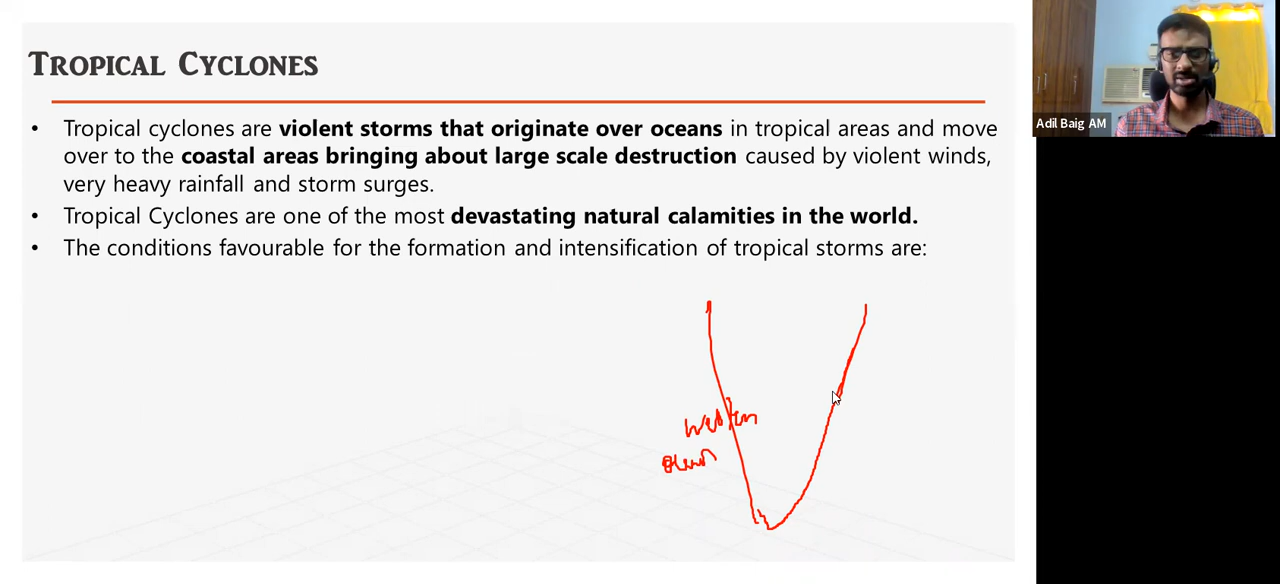 TROPICAL CYCLONES
• Tropical cyclones are violent storms that originate over oceans in tropical areas and move
over to the coastal areas bringing about large scale destruction caused by violent winds,
very heavy rainfall and storm surges.
• Tropical Cyclones are one of the most devastating natural calamities in the world.
• The conditions favourable for the formation and intensification of tropical storms are:
Adil Baig AM
western